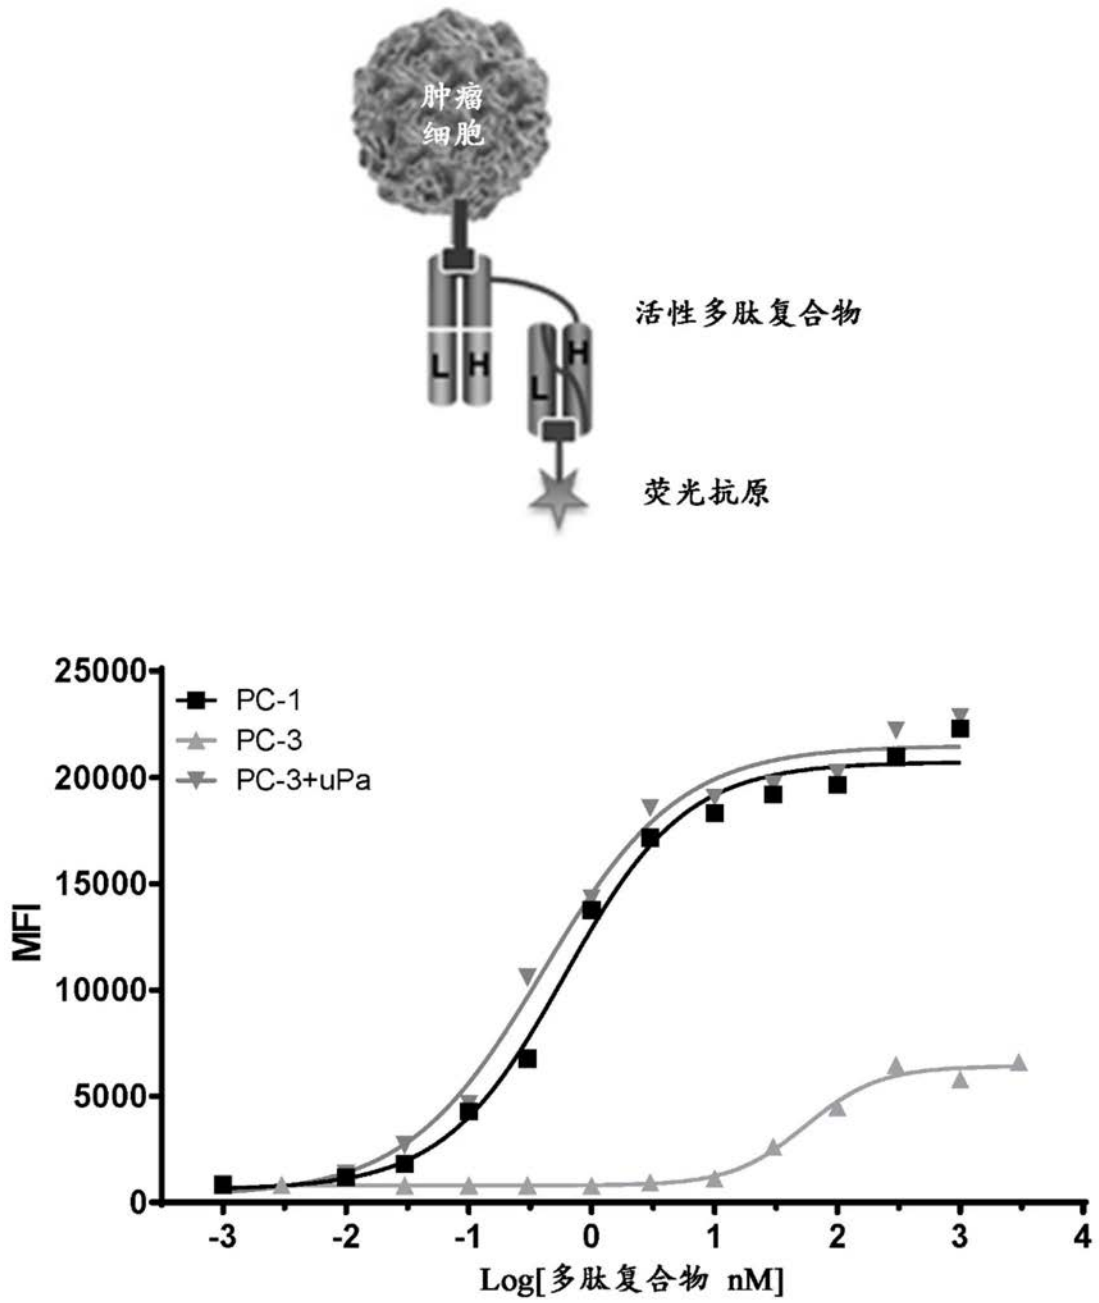 肿瘤
细胞
活性多肽复合物
L H
H
L
荧光抗原
25000
PC-1
PC-3
20000
PC-3+uPa
15000
MFI
10000
5000
0
-3 -2 -1 0 1 2 3 4
Log[多肽复合物 nM]